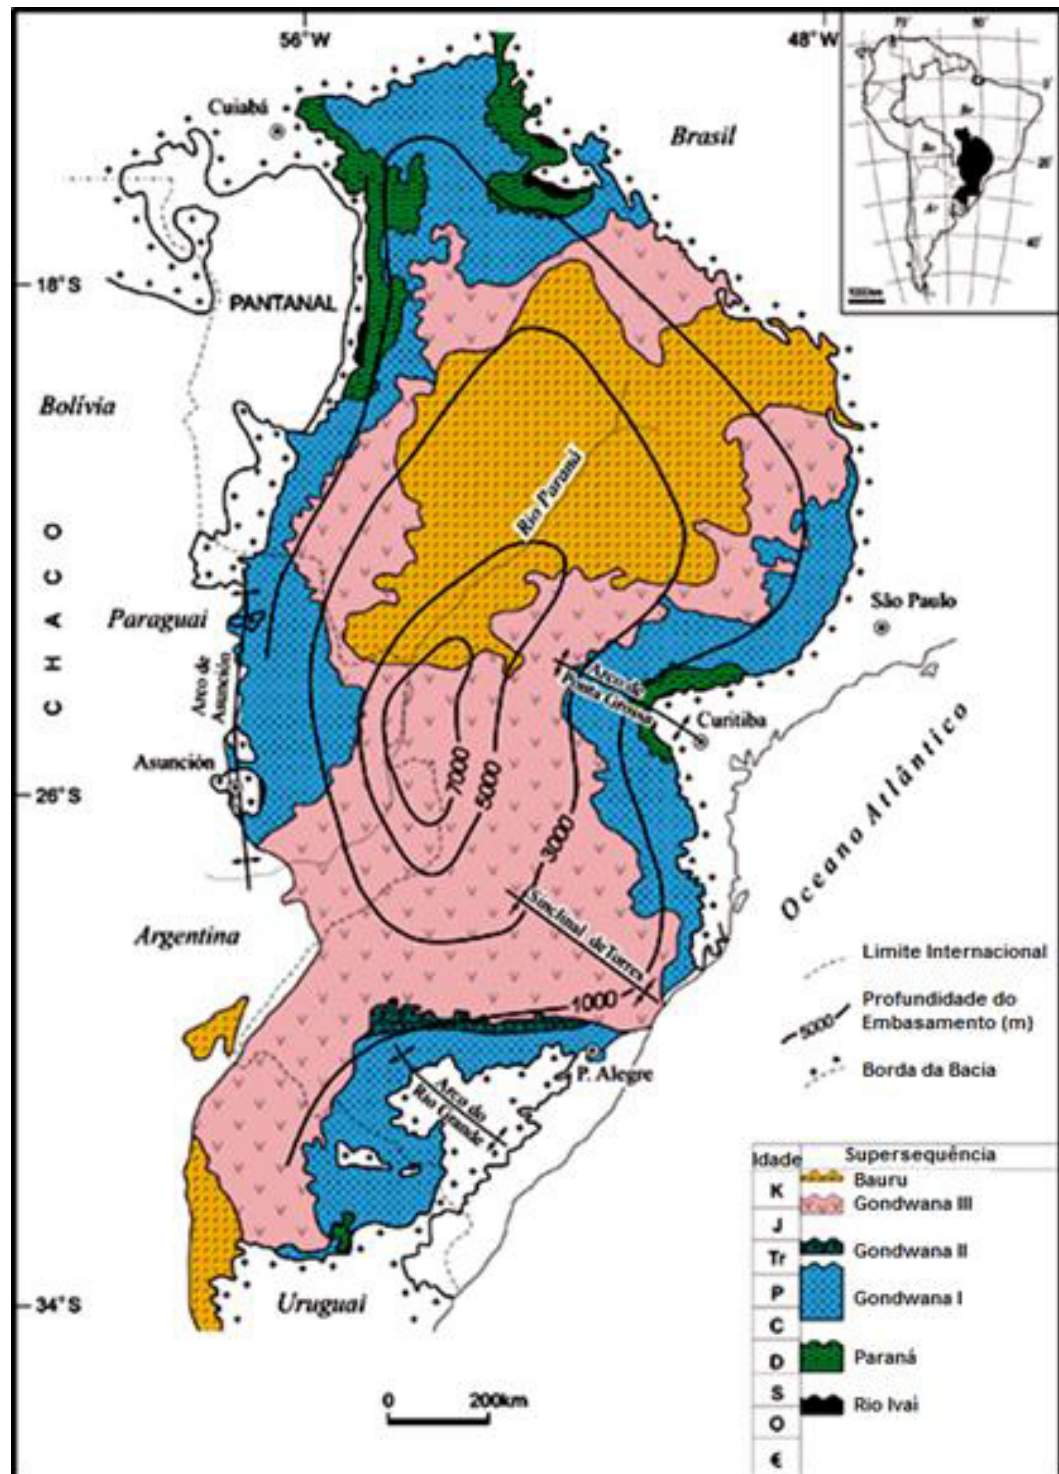 56°W
48°W
Cuiabá
Brasil
18°S
PANTANAL
Bolívia
Rio Paraná
CHACO
Paraguai
São Paulo
Arco de
Asunción
Arco de
Ponta Grossa
Curitiba
Asunción
26°S
7000
5000
3000
Oceano Atlântico
Sinclinal de Torres
Argentina
1000
P. Alegre
Arco do
Rio Grande
Uruguai
34°S
0 200km
Limite Internacional
5000
Profundidade do
Embasamento (m)
Borda da Bacia
Idade Supersequência
K Bauru
Gondwana III
J
Tr Gondwana II
P Gondwana I
C
D Paraná
S
O Rio Ivaí
€